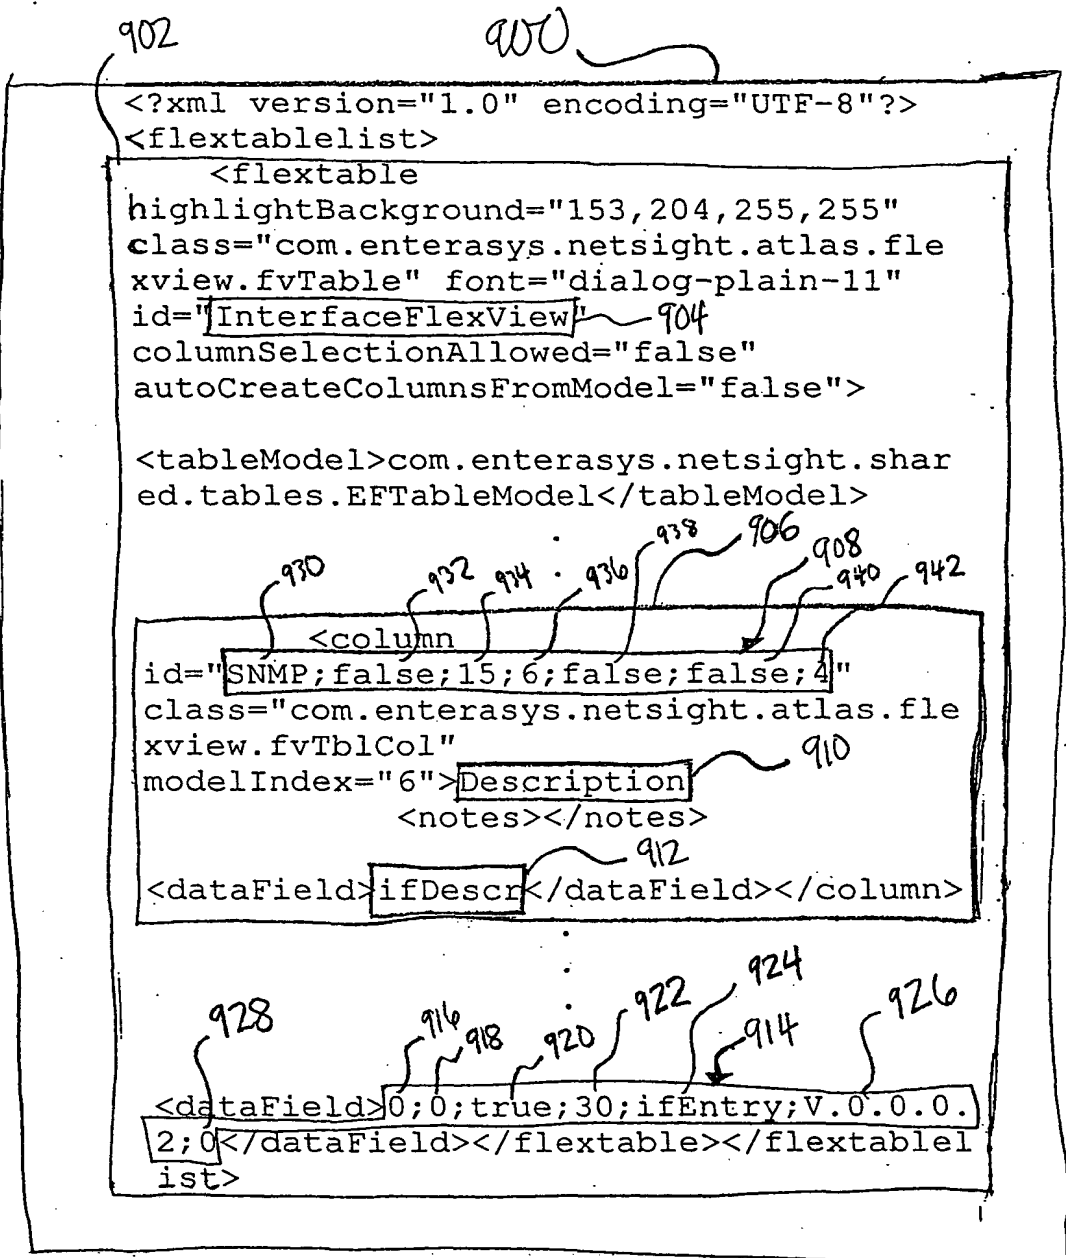 902 900
<?xml version="1.0" encoding="UTF-8"?>
<flextablelist>
<flextable
highlightBackground="153,204,255,255"
class="com.enterasys.netsight.atlas.fle
xview.fvTable" font="dialog-plain-11"
id="InterfaceFlexView" 904
columnSelectionAllowed="false"
autoCreateColumnsFromModel="false">
<tableModel>com.enterasys.netsight.shar
ed.tables.EFTableModel</tableModel>
938 906 908
930 932 934 936 940 942
<column
id="SNMP;false;15;6;false;false;4"
class="com.enterasys.netsight.atlas.fle
xview.fvTblCol"
910
modelIndex="6">Description
<notes></notes>
912
<dataField>ifDescr</dataField></column>
928 916 918 920 922 924 914 926
<dataField>0;0;true;30;ifEntry;V.0.0.0.
2;0</dataField></flextable></flextablel
ist>